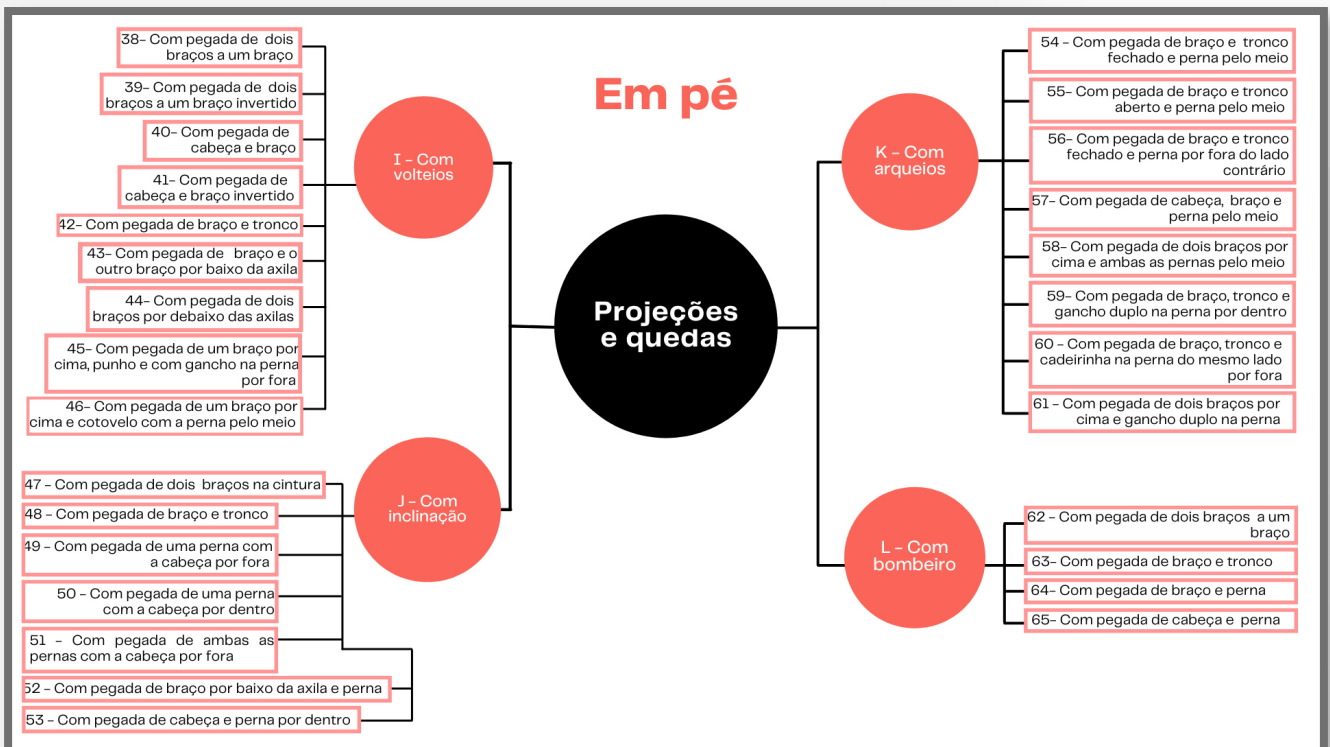 Em pé
Projeções
e quedas
I – Com
volteios
38– Com pegada de dois
braços a um braço
39– Com pegada de dois
braços a um braço invertido
40– Com pegada de
cabeça e braço
41– Com pegada de
cabeça e braço invertido
42– Com pegada de braço e tronco
43– Com pegada de braço e o
outro braço por baixo da axila
44– Com pegada de dois
braços por debaixo das axilas
45– Com pegada de um braço por
cima, punho e com gancho na perna
por fora
46– Com pegada de um braço por
cima e cotovelo com a perna pelo meio
J – Com
inclinação
47 – Com pegada de dois braços na cintura
48 – Com pegada de braço e tronco
49 – Com pegada de uma perna com
a cabeça por fora
50 – Com pegada de uma perna
com a cabeça por dentro
51 – Com pegada de ambas as
pernas com a cabeça por fora
52 – Com pegada de braço por baixo da axila e perna
53 – Com pegada de cabeça e perna por dentro
K – Com
arqueios
54 – Com pegada de braço e tronco
fechado e perna pelo meio
55– Com pegada de braço e tronco
aberto e perna pelo meio
56– Com pegada de braço e tronco
fechado e perna por fora do lado
contrário
57– Com pegada de cabeça, braço e
perna pelo meio
58– Com pegada de dois braços por
cima e ambas as pernas pelo meio
59– Com pegada de braço, tronco e
gancho duplo na perna por dentro
60 – Com pegada de braço, tronco e
cadeirinha na perna do mesmo lado
por fora
61 – Com pegada de dois braços por
cima e gancho duplo na perna
L – Com
bombeiro
62 – Com pegada de dois braços a um
braço
63– Com pegada de braço e tronco
64– Com pegada de braço e perna
65– Com pegada de cabeça e perna